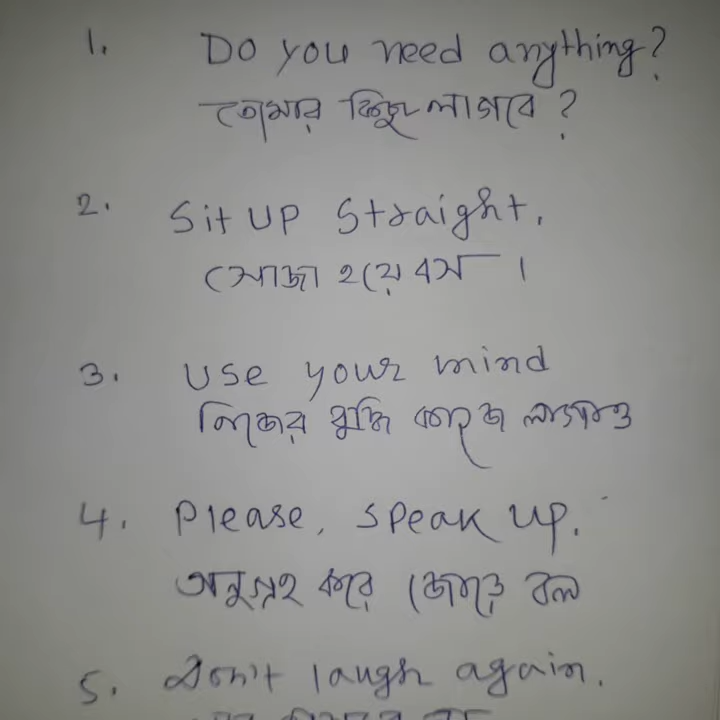 1. Do you need anything?
তোমার কিছু লাগবে?
2. Sit UP Straight.
সোজা হয়ে বস।
3. Use your mind
নিজের বুদ্ধি কাজে লাগাও
4. Please, speak up.
অনুগ্রহ করে জোড়ে বল
5. Don't laugh again.